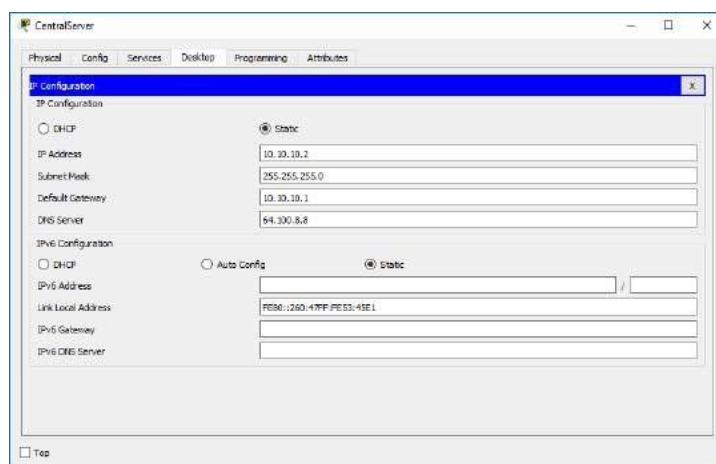 CentralServer
Physical Config Services Desktop Programming Attributes
IP Configuration X
IP Configuration
DHCP Static
IP Address 10.10.10.2
Subnet Mask 255.255.255.0
Default Gateway 10.10.10.1
DNS Server 64.100.8.8
IPv6 Configuration
DHCP Auto Config Static
IPv6 Address /
Link Local Address FE80::260:47FF:FE53:45E1
IPv6 Gateway
IPv6 DNS Server
Top